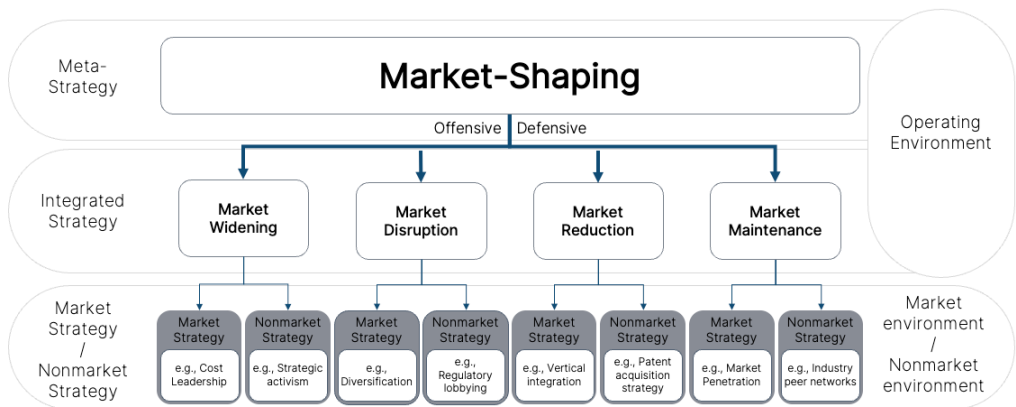 Meta-
Strategy
Market-Shaping
Offensive
Defensive
Operating
Environment
Integrated
Strategy
Market
Widening
Market
Disruption
Market
Reduction
Market
Maintenance
Market
Strategy
/
Nonmarket
Strategy
Market
Strategy
e.g., Cost
Leadership
Nonmarket
Strategy
e.g., Strategic
activism
Market
Strategy
e.g.,
Diversification
Nonmarket
Strategy
e.g.,
Regulatory
lobbying
Market
Strategy
e.g., Vertical
integration
Nonmarket
Strategy
e.g., Patent
acquisition
strategy
Market
Strategy
e.g., Market
Penetration
Nonmarket
Strategy
e.g., Industry
peer networks
Market
environment
/
Nonmarket
environment